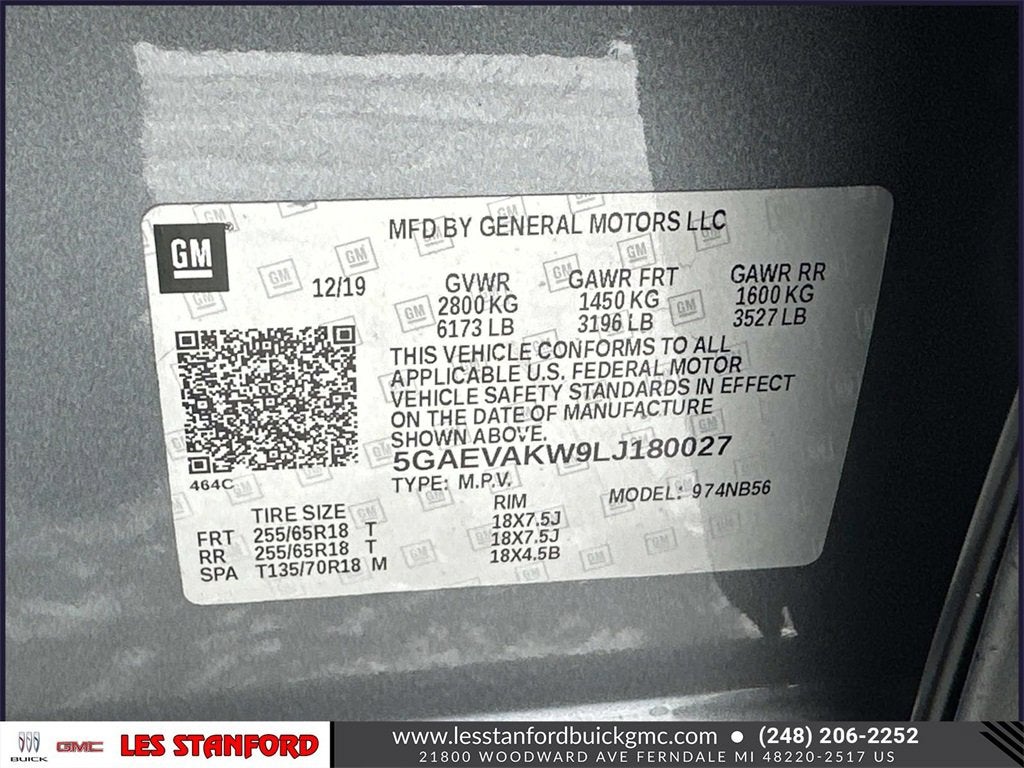 GM
MFD BY GENERAL MOTORS LLC
12/19
GVWR GAWR FRT GAWR RR
2800 KG 1450 KG 1600 KG
6173 LB 3196 LB 3527 LB
THIS VEHICLE CONFORMS TO ALL
APPLICABLE U.S. FEDERAL MOTOR
VEHICLE SAFETY STANDARDS IN EFFECT
ON THE DATE OF MANUFACTURE
SHOWN ABOVE.
5GAEVAKW9LJ180027
464C
TYPE: M.P.V. MODEL: 974NB56
TIRE SIZE RIM
FRT 255/65R18 T 18X7.5J
RR 255/65R18 T 18X7.5J
SPA T135/70R18 M 18X4.5B
BUICK GMC LES STANFORD
www.lesstanfordbuickgmc.com • (248) 206-2252
21800 WOODWARD AVE FERNDALE MI 48220-2517 US